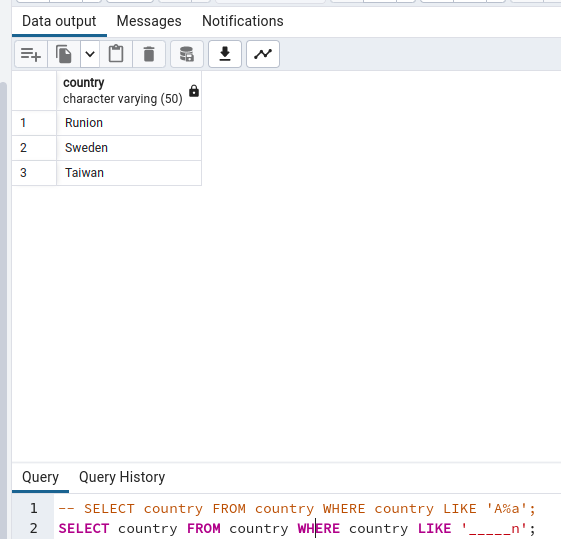 Data output Messages Notifications
country
character varying (50)
1 Runion
2 Sweden
3 Taiwan
Query Query History
1 -- SELECT country FROM country WHERE country LIKE 'A%a';
2 SELECT country FROM country WHERE country LIKE '_____n';